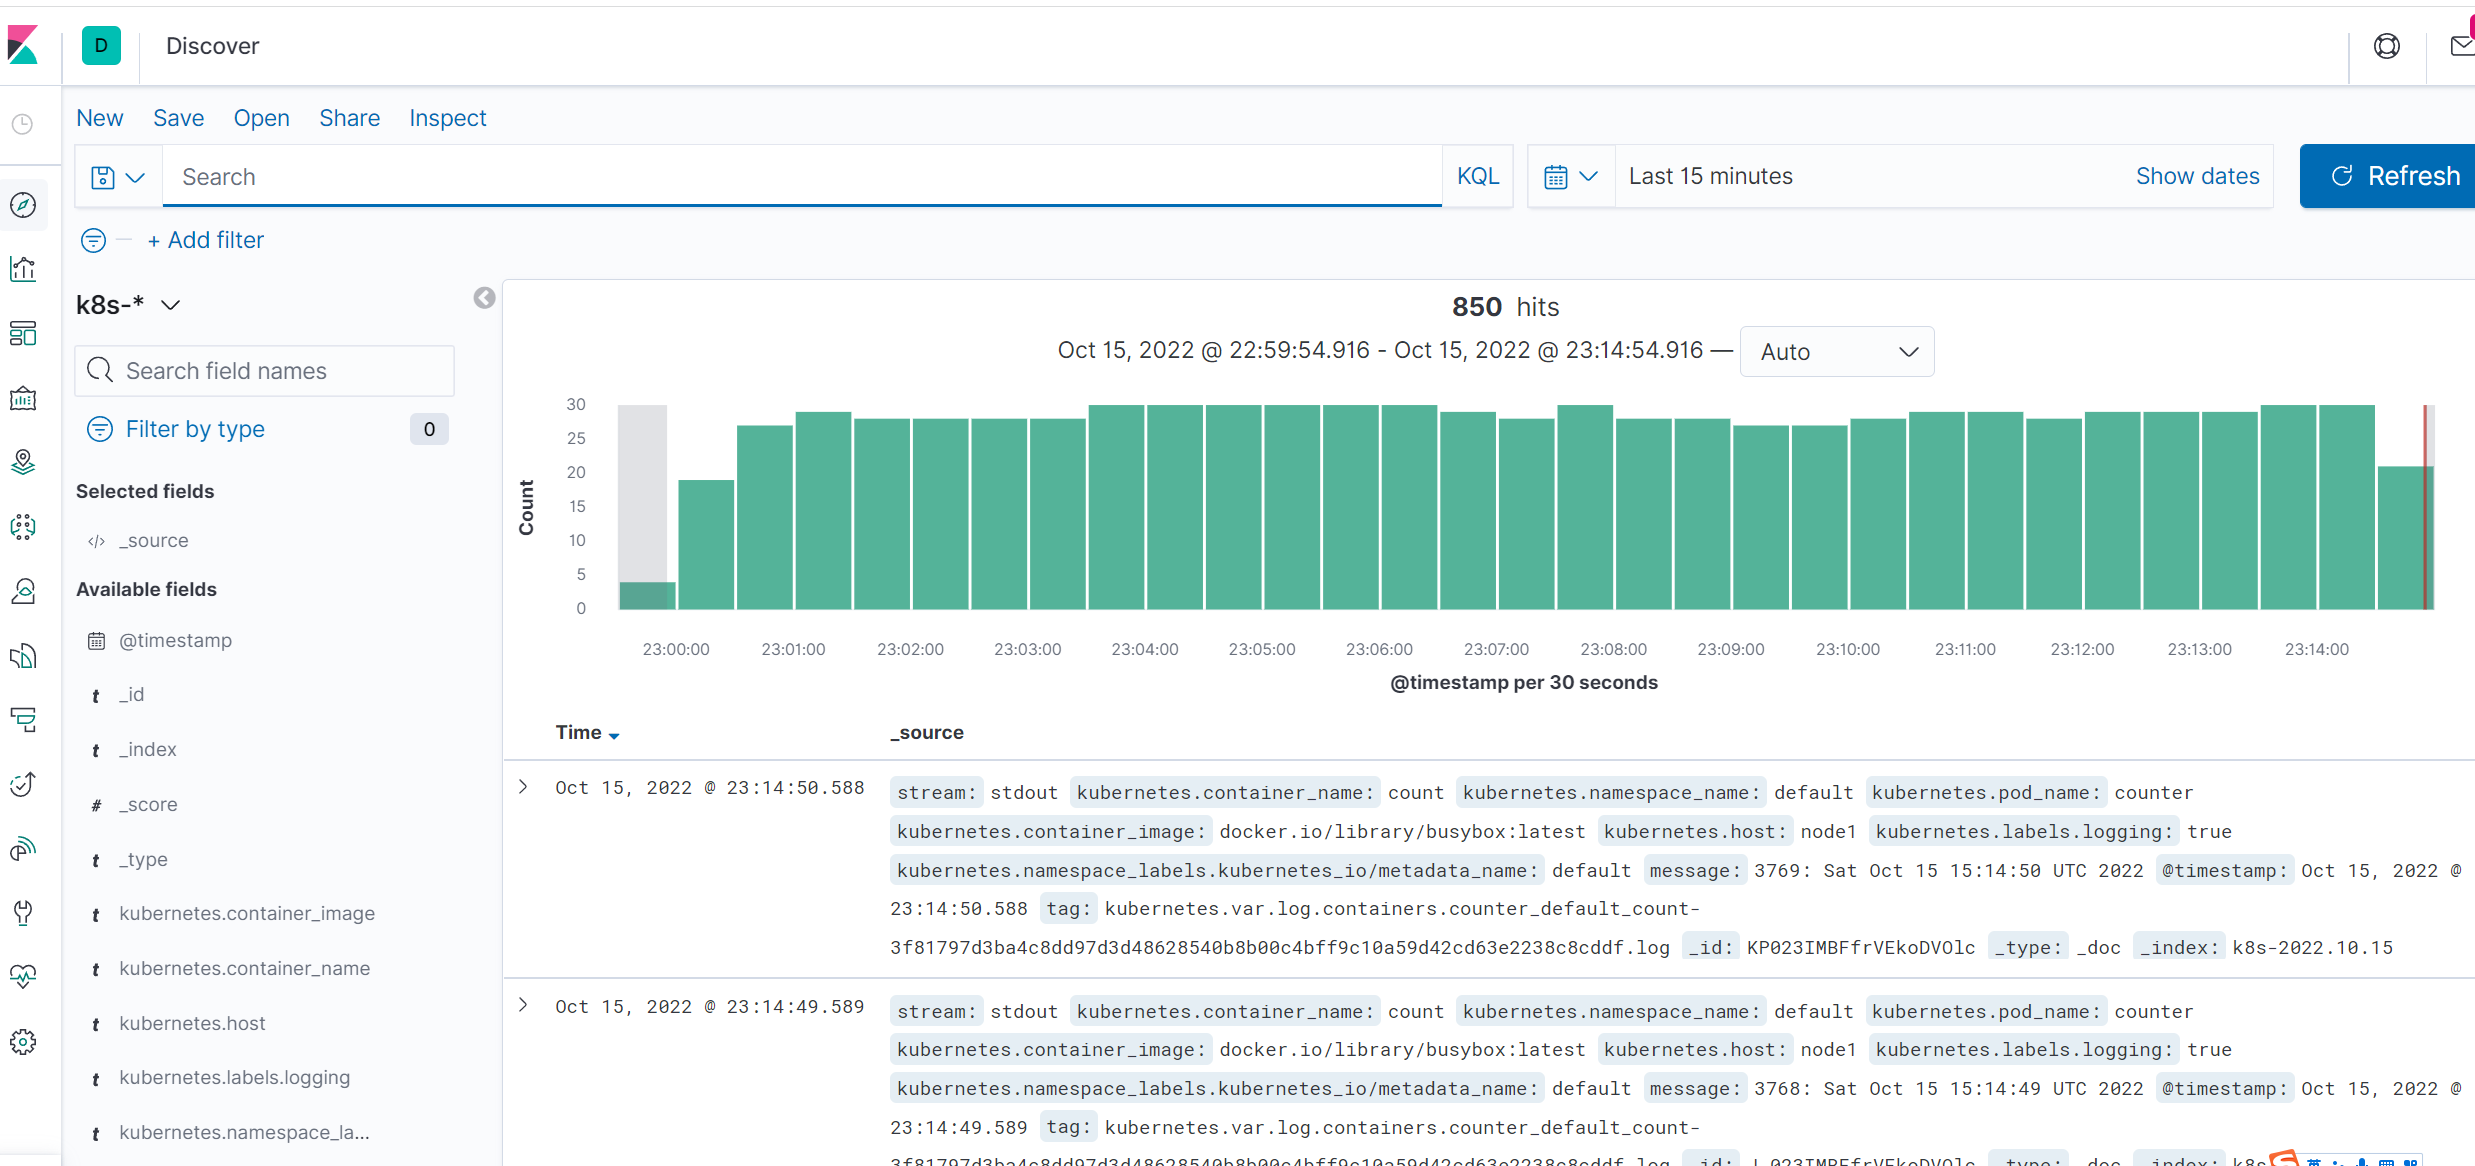 D Discover
New Save Open Share Inspect
Search KQL Last 15 minutes Show dates Refresh
+ Add filter
k8s-*
Search field names
Filter by type 0
Selected fields
</> _source
Available fields
@timestamp
t _id
t _index
# _score
t _type
t kubernetes.container_image
t kubernetes.container_name
t kubernetes.host
t kubernetes.labels.logging
t kubernetes.namespace_la...
850 hits
Oct 15, 2022 @ 22:59:54.916 - Oct 15, 2022 @ 23:14:54.916 — Auto
Count
30
25
20
15
10
5
0
23:00:00 23:01:00 23:02:00 23:03:00 23:04:00 23:05:00 23:06:00 23:07:00 23:08:00 23:09:00 23:10:00 23:11:00 23:12:00 23:13:00 23:14:00
@timestamp per 30 seconds
Time _source
Oct 15, 2022 @ 23:14:50.588 stream: stdout kubernetes.container_name: count kubernetes.namespace_name: default kubernetes.pod_name: counter
kubernetes.container_image: docker.io/library/busybox:latest kubernetes.host: node1 kubernetes.labels.logging: true
kubernetes.namespace_labels.kubernetes_io/metadata_name: default message: 3769: Sat Oct 15 15:14:50 UTC 2022 @timestamp: Oct 15, 2022 @
23:14:50.588 tag: kubernetes.var.log.containers.counter_default_count-
3f81797d3ba4c8dd97d3d48628540b8b00c4bff9c10a59d42cd63e2238c8cddf.log _id: KP023IMBFfrVEkoDVOlc _type: _doc _index: k8s-2022.10.15
Oct 15, 2022 @ 23:14:49.589 stream: stdout kubernetes.container_name: count kubernetes.namespace_name: default kubernetes.pod_name: counter
kubernetes.container_image: docker.io/library/busybox:latest kubernetes.host: node1 kubernetes.labels.logging: true
kubernetes.namespace_labels.kubernetes_io/metadata_name: default message: 3768: Sat Oct 15 15:14:49 UTC 2022 @timestamp: Oct 15, 2022 @
23:14:49.589 tag: kubernetes.var.log.containers.counter_default_count-